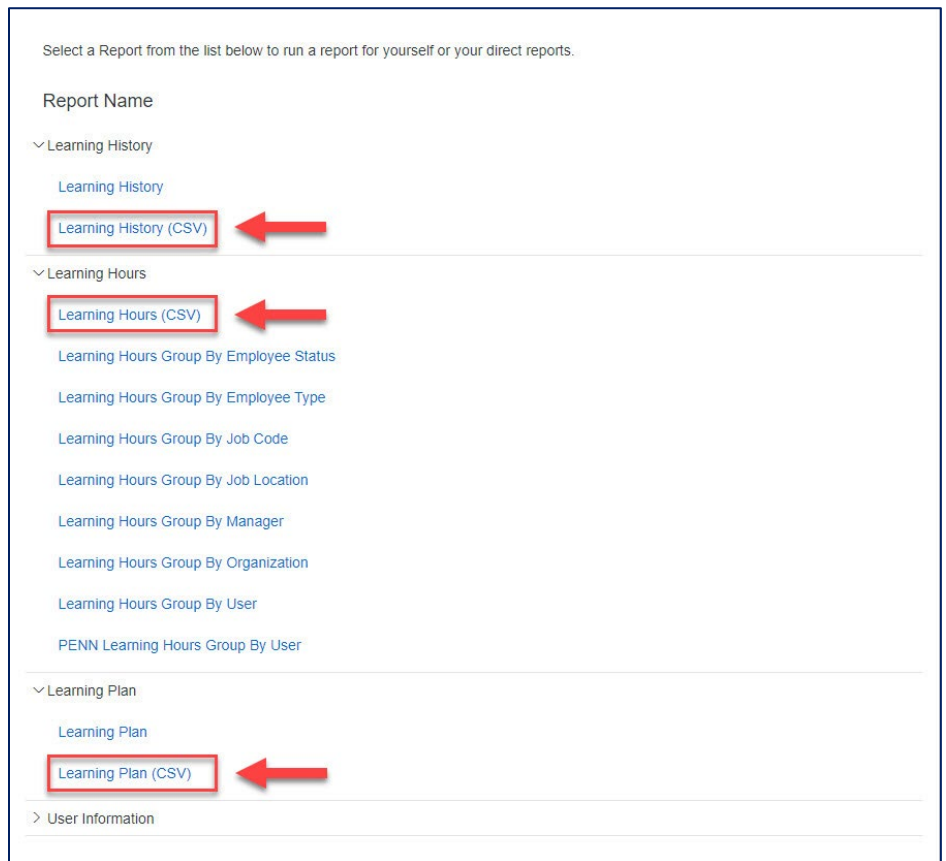 Select a Report from the list below to run a report for yourself or your direct reports.
Report Name
Learning History
Learning History
Learning History (CSV)
Learning Hours
Learning Hours (CSV)
Learning Hours Group By Employee Status
Learning Hours Group By Employee Type
Learning Hours Group By Job Code
Learning Hours Group By Job Location
Learning Hours Group By Manager
Learning Hours Group By Organization
Learning Hours Group By User
PENN Learning Hours Group By User
Learning Plan
Learning Plan
Learning Plan (CSV)
User Information